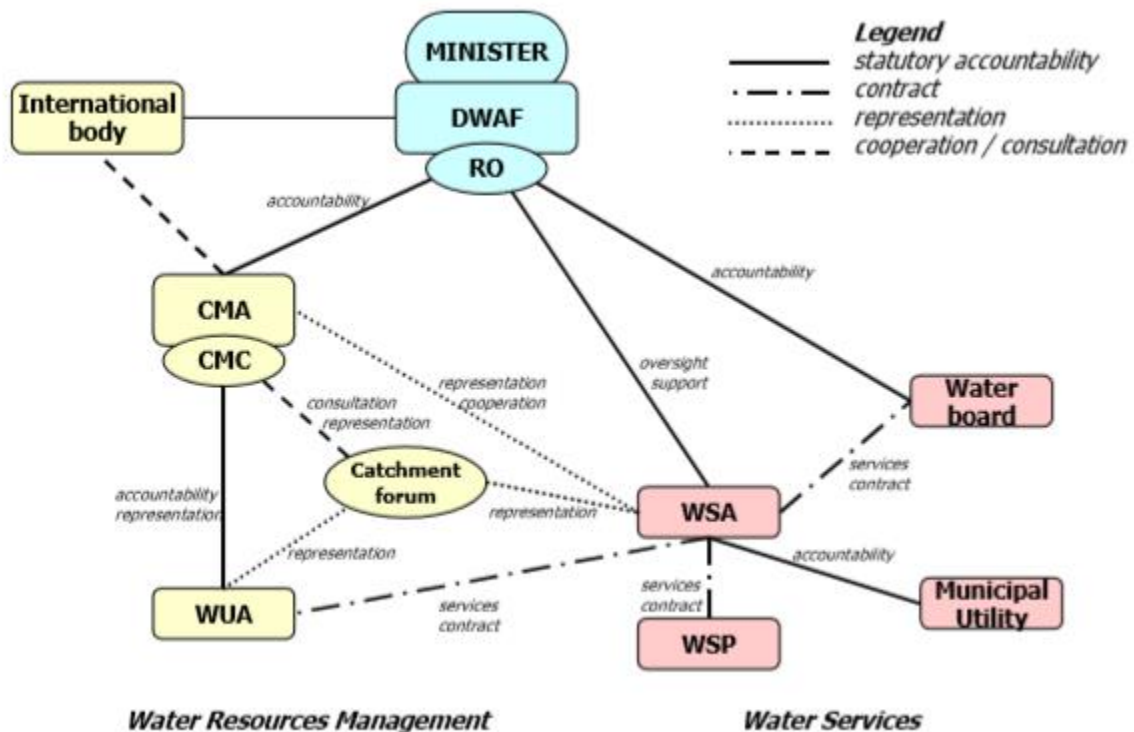 MINISTER
Legend
statutory accountability
contract
representation
cooperation / consultation
International
body
DWAF
RO
accountability
accountability
CMA
CMC
oversight
support
representation
cooperation
consultation
representation
Water
board
services
contract
Catchment
forum
accountability
representation
representation
WSA
representation
accountability
WUA
services
contract
services
contract
WSP
Municipal
Utility
Water Resources Management
Water Services